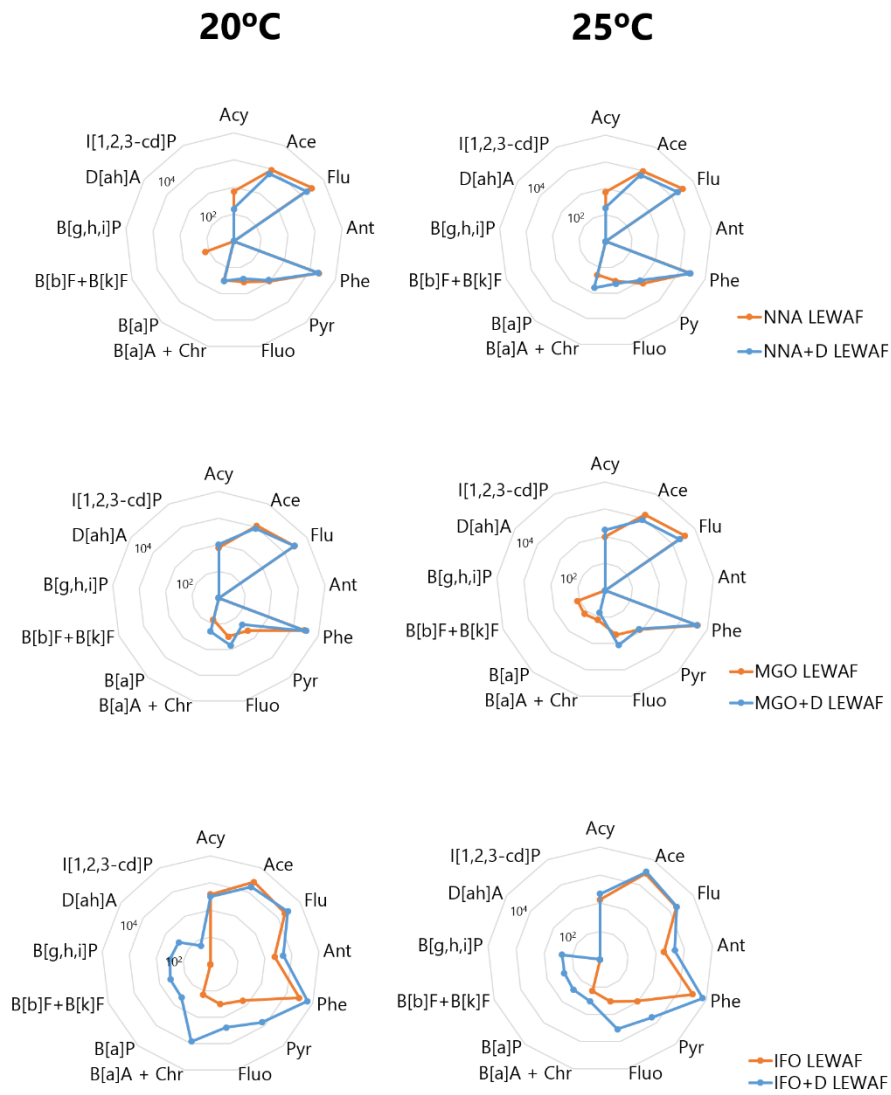 20ºC 25ºC
Acy Acy
I[1,2,3-cd]P Ace I[1,2,3-cd]P Ace
D[ah]A 10⁴ Flu D[ah]A 10⁴ Flu
B[g,h,i]P 10² Ant B[g,h,i]P 10² Ant
B[b]F+B[k]F Phe B[b]F+B[k]F Phe
B[a]P Pyr B[a]P Py
B[a]A + Chr Fluo B[a]A + Chr Fluo
NNA LEWAF
NNA+D LEWAF
Acy Acy
I[1,2,3-cd]P Ace I[1,2,3-cd]P Ace
D[ah]A 10⁴ Flu D[ah]A 10⁴ Flu
B[g,h,i]P 10² Ant B[g,h,i]P 10² Ant
B[b]F+B[k]F Phe B[b]F+B[k]F Phe
B[a]P Pyr B[a]P Pyr
B[a]A + Chr Fluo B[a]A + Chr Fluo
MGO LEWAF
MGO+D LEWAF
Acy Acy
I[1,2,3-cd]P Ace I[1,2,3-cd]P Ace
D[ah]A 10⁴ Flu D[ah]A 10⁴ Flu
B[g,h,i]P 10² Ant B[g,h,i]P 10² Ant
B[b]F+B[k]F Phe B[b]F+B[k]F Phe
B[a]P Pyr B[a]P Pyr
B[a]A + Chr Fluo B[a]A + Chr Fluo
IFO LEWAF
IFO+D LEWAF